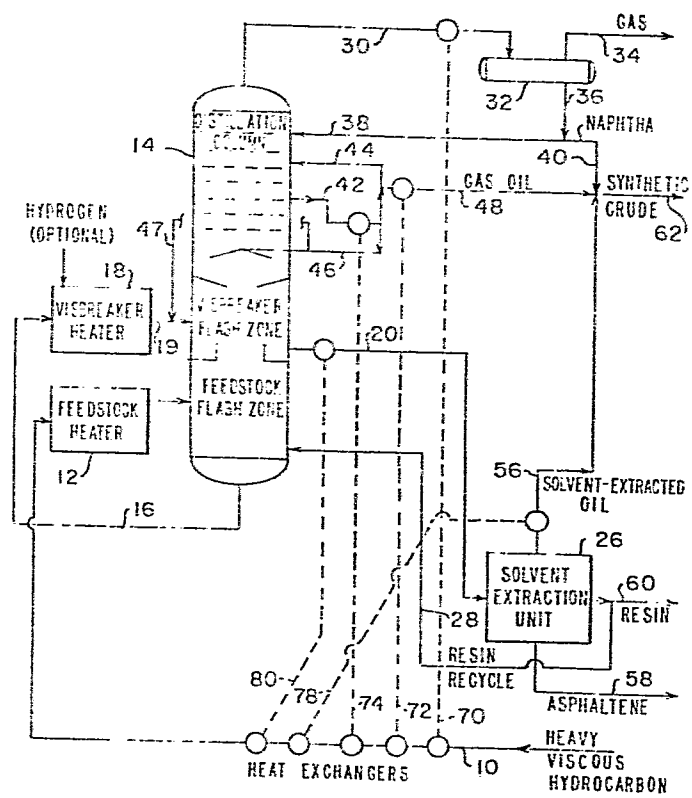 GAS
30
34
32
36
DISTILLATION
COLUMN
14
38
NAPHTHA
44
40
42
GAS OIL
48
SYNTHETIC
CRUDE
62
HYDROGEN
(OPTIONAL)
47
46
18
VISBREAKER
HEATER
19
VISBREAKER
FLASH ZONE
20
FEEDSTOCK
HEATER
12
FEEDSTOCK
FLASH ZONE
16
56
SOLVENT-EXTRACTED
OIL
26
SOLVENT
EXTRACTION
UNIT
60
RESIN
28
RESIN
RECYCLE
58
ASPHALTENE
80
78
74
72
70
10
HEAVY
VISCOUS
HYDROCARBON
HEAT EXCHANGERS